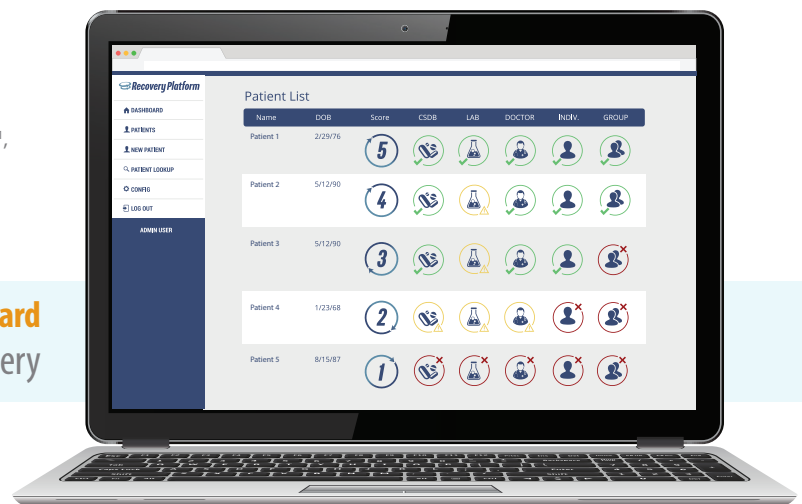 Recovery Platform
DASHBOARD
PATIENTS
NEW PATIENT
PATIENT LOOKUP
CONFIG
LOG OUT
ADMIN USER
Patient List
Name DOB Score CSDB LAB DOCTOR INDIV. GROUP
Patient 1 2/29/76 5
Patient 2 5/12/90 4
Patient 3 5/12/90 3
Patient 4 1/23/68 2
Patient 5 8/15/87 1
ard
ery